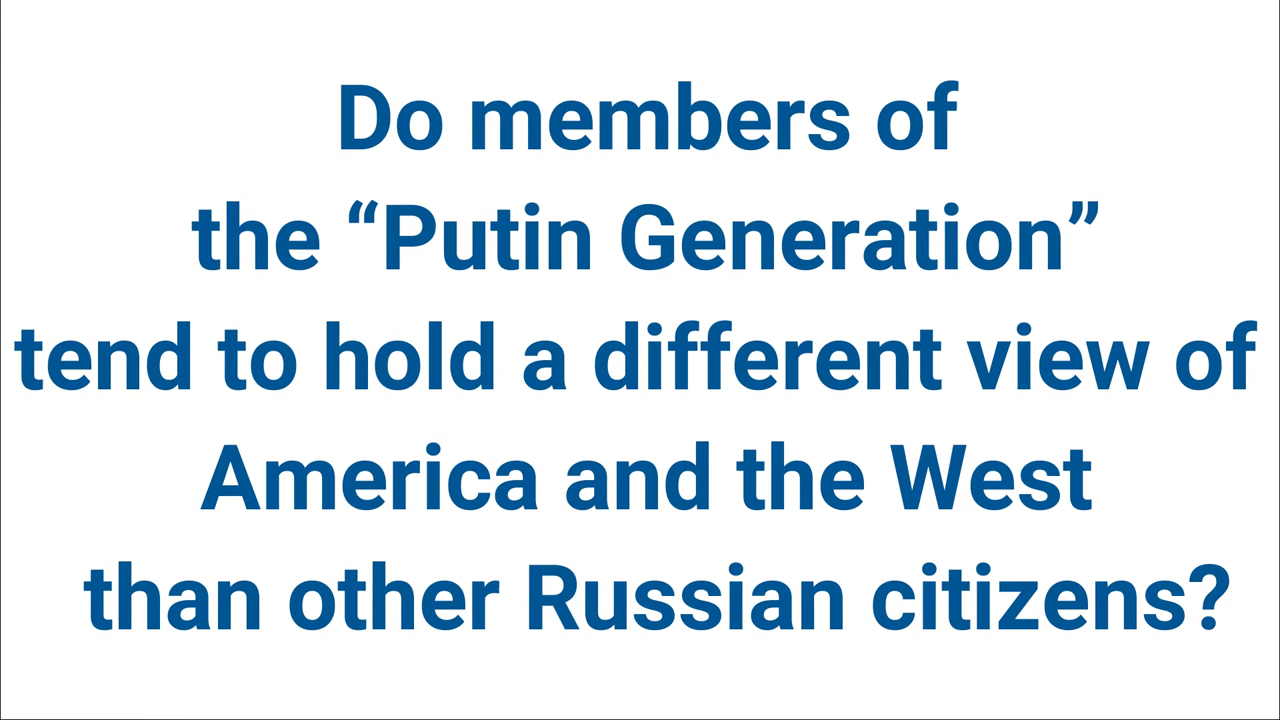 Do members of
the “Putin Generation”
tend to hold a different view of
America and the West
than other Russian citizens?